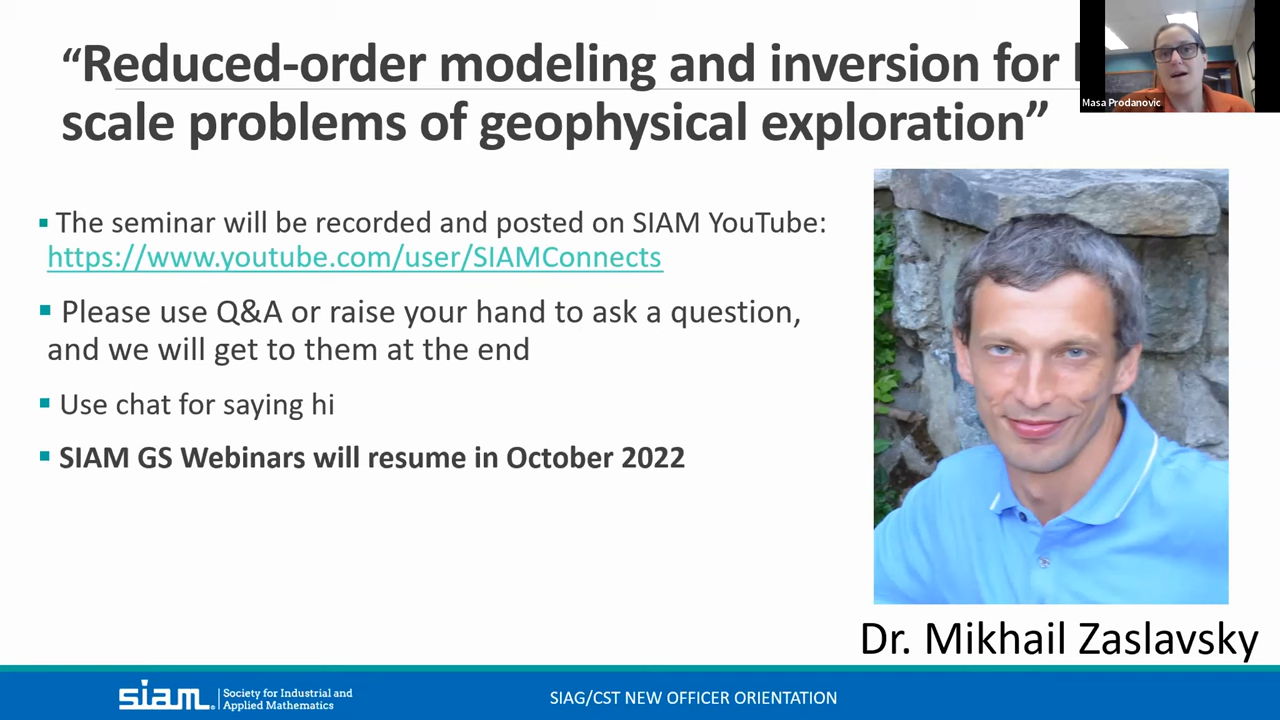 “Reduced-order modeling and inversion for
scale problems of geophysical exploration”
Masa Prodanovic
▪ The seminar will be recorded and posted on SIAM YouTube:
https://www.youtube.com/user/SIAMConnects
▪ Please use Q&A or raise your hand to ask a question,
and we will get to them at the end
▪ Use chat for saying hi
▪ SIAM GS Webinars will resume in October 2022
Dr. Mikhail Zaslavsky
siam.
Society for Industrial and
Applied Mathematics
SIAG/CST NEW OFFICER ORIENTATION